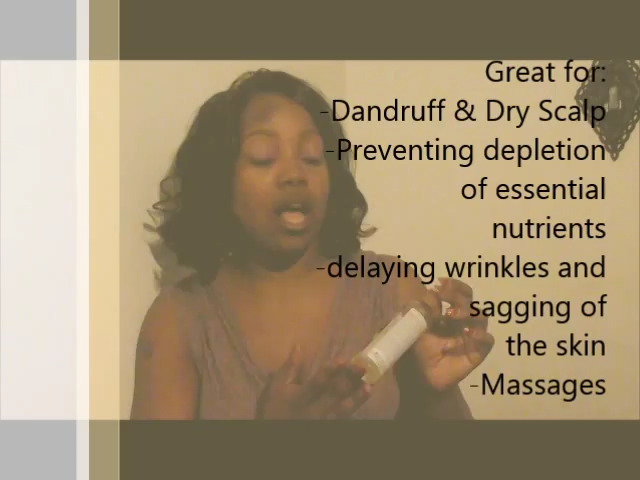 Great for:
-Dandruff & Dry Scalp
-Preventing depletion
of essential
nutrients
-delaying wrinkles and
sagging of
the skin
-Massages